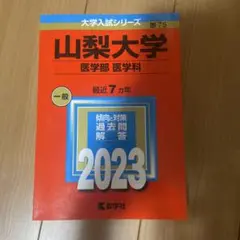 大学入試シリーズ
山梨大学
医学部 医学科
一般
最近7カ年
傾向と対策
過去問
解答
2023
教学社